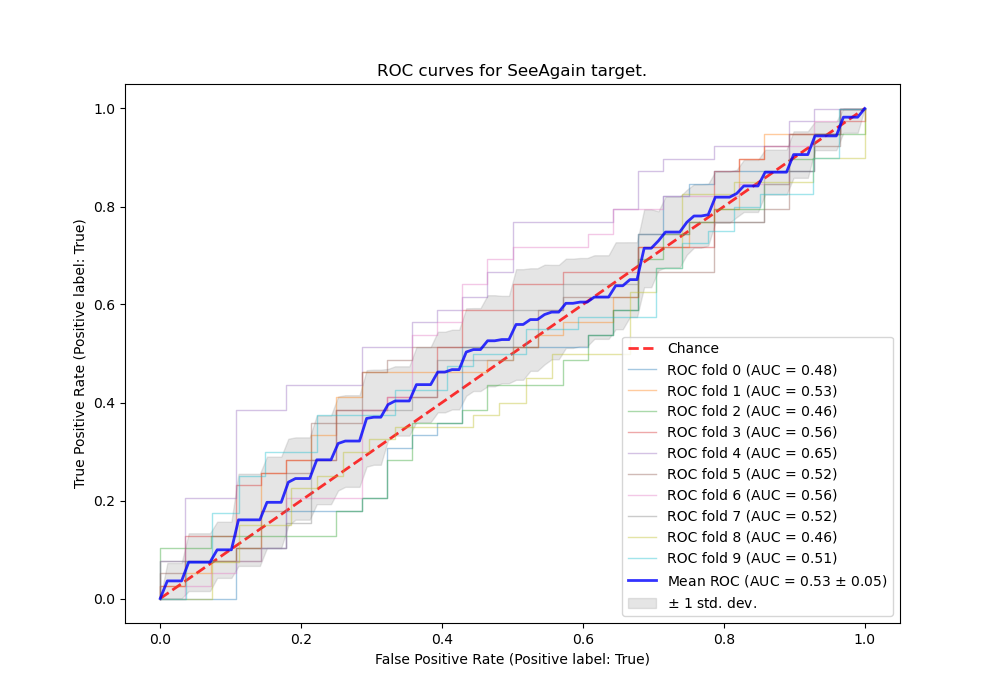 ROC curves for SeeAgain target.
True Positive Rate (Positive label: True)
1.0
0.8
0.6
0.4
0.2
0.0
0.0 0.2 0.4 0.6 0.8 1.0
False Positive Rate (Positive label: True)
Chance
ROC fold 0 (AUC = 0.48)
ROC fold 1 (AUC = 0.53)
ROC fold 2 (AUC = 0.46)
ROC fold 3 (AUC = 0.56)
ROC fold 4 (AUC = 0.65)
ROC fold 5 (AUC = 0.52)
ROC fold 6 (AUC = 0.56)
ROC fold 7 (AUC = 0.52)
ROC fold 8 (AUC = 0.46)
ROC fold 9 (AUC = 0.51)
Mean ROC (AUC = 0.53 ± 0.05)
± 1 std. dev.